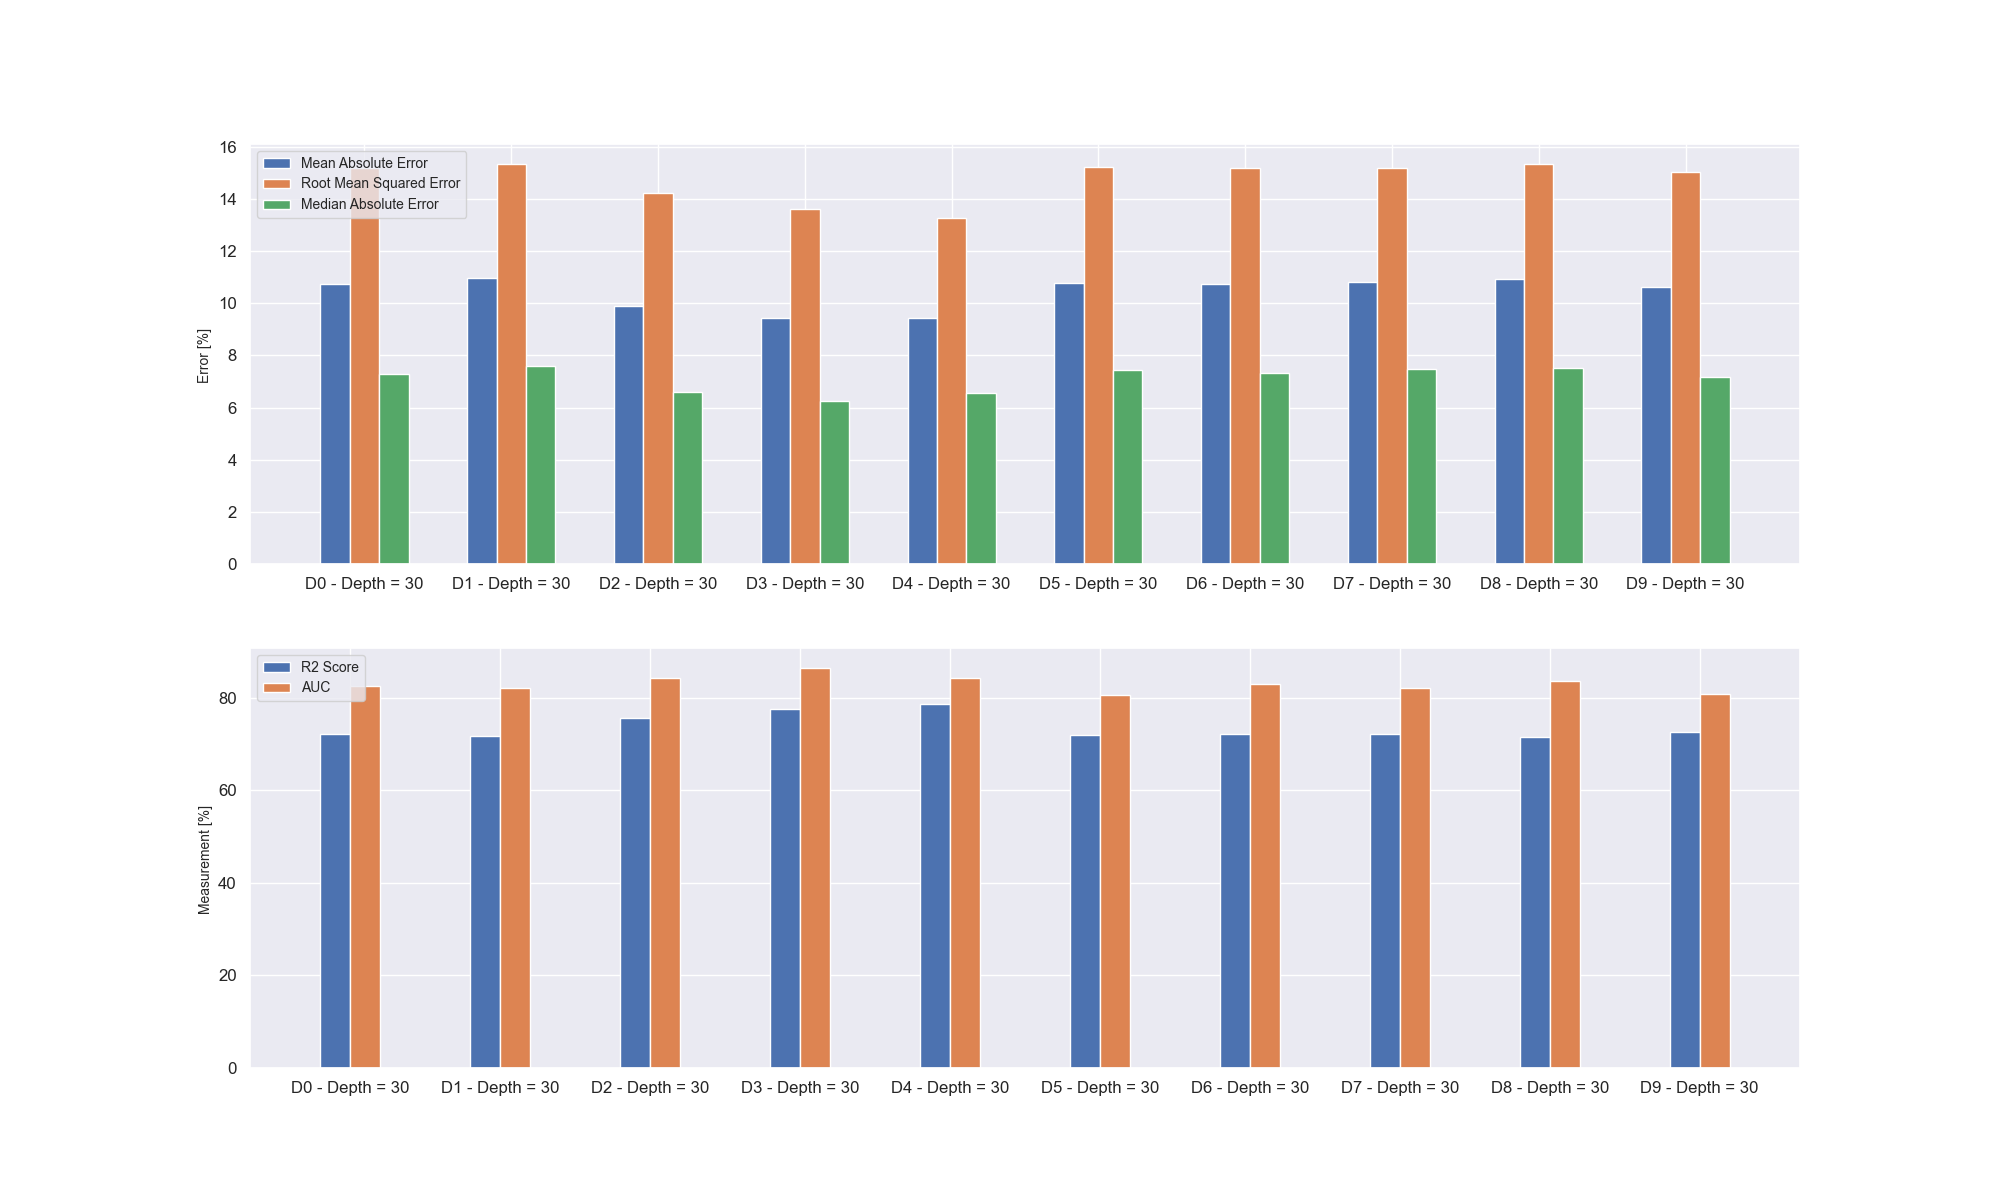 16
14
12
10
8
6
4
2
0
Error [%]
Mean Absolute Error
Root Mean Squared Error
Median Absolute Error
D0 - Depth = 30 D1 - Depth = 30 D2 - Depth = 30 D3 - Depth = 30 D4 - Depth = 30 D5 - Depth = 30 D6 - Depth = 30 D7 - Depth = 30 D8 - Depth = 30 D9 - Depth = 30
80
60
40
20
0
Measurement [%]
R2 Score
AUC
D0 - Depth = 30 D1 - Depth = 30 D2 - Depth = 30 D3 - Depth = 30 D4 - Depth = 30 D5 - Depth = 30 D6 - Depth = 30 D7 - Depth = 30 D8 - Depth = 30 D9 - Depth = 30